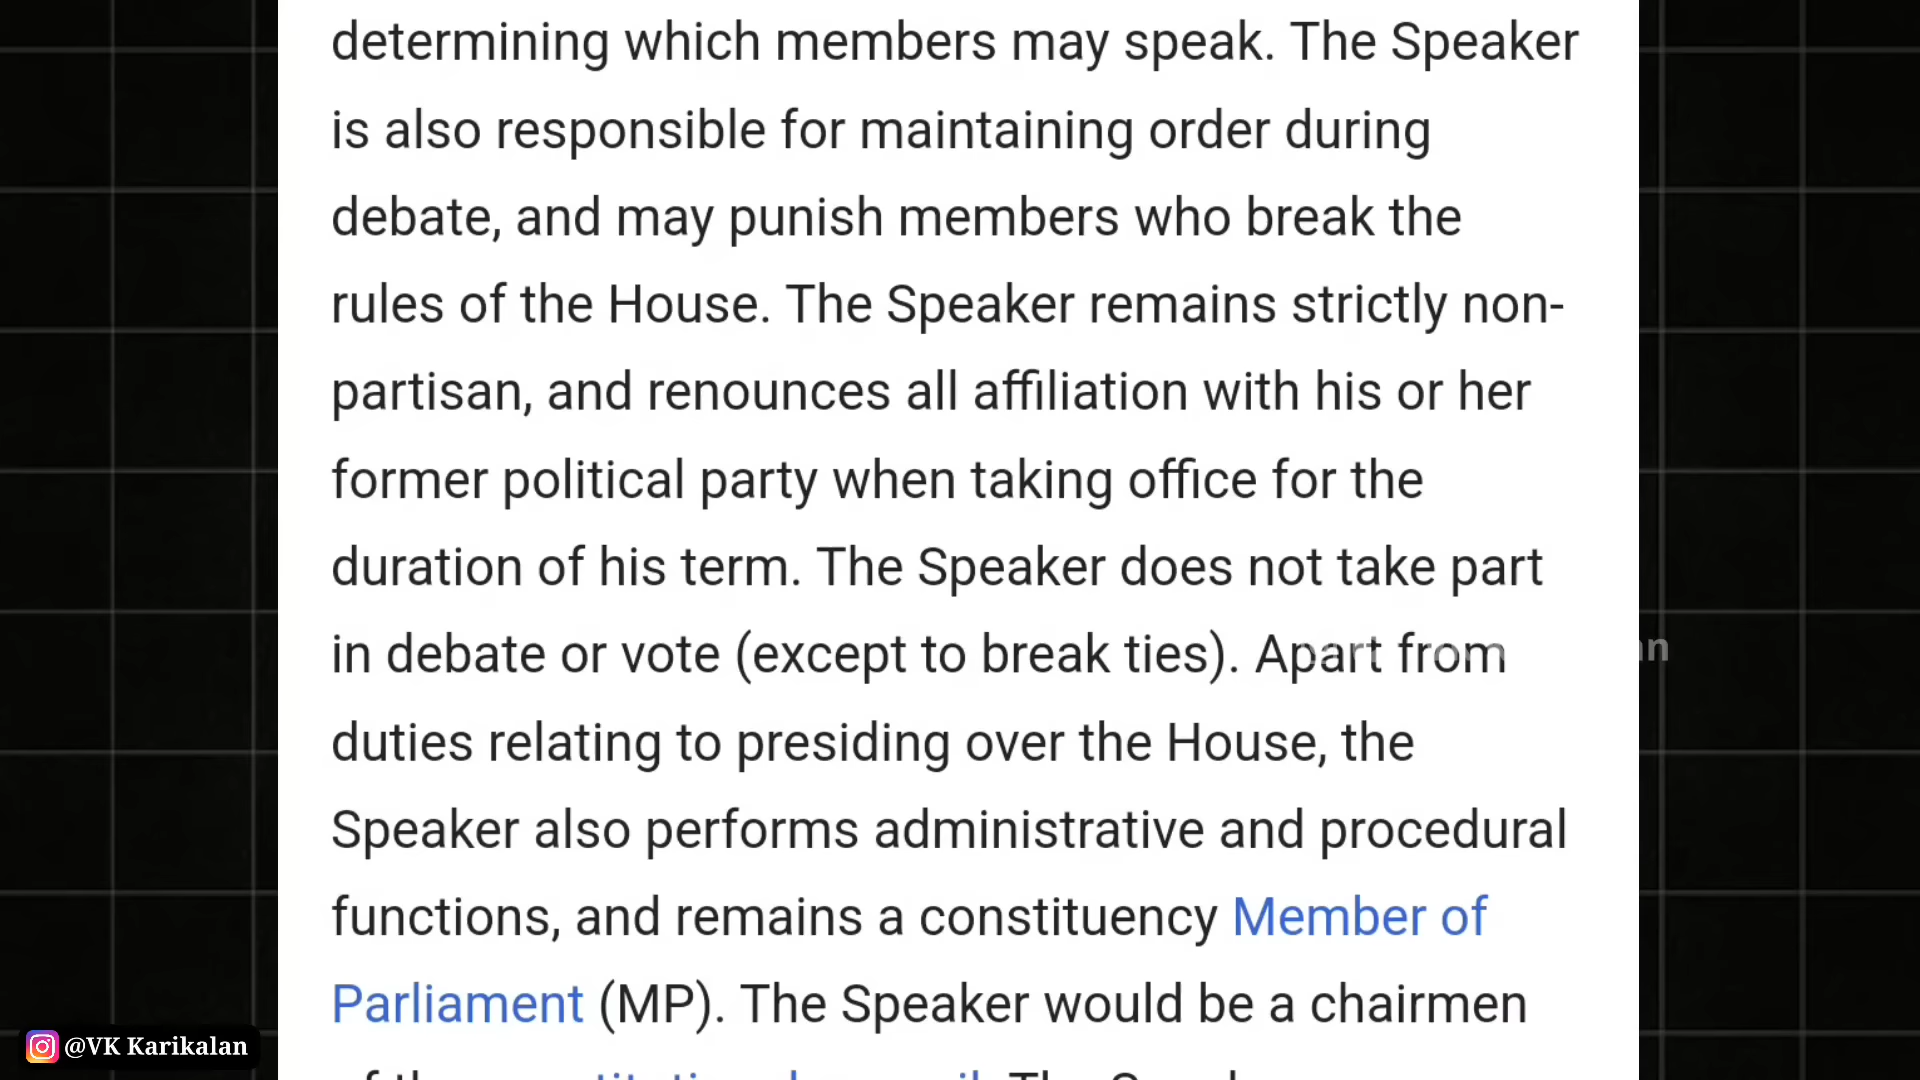 determining which members may speak. The Speaker
is also responsible for maintaining order during
debate, and may punish members who break the
rules of the House. The Speaker remains strictly non-
partisan, and renounces all affiliation with his or her
former political party when taking office for the
duration of his term. The Speaker does not take part
in debate or vote (except to break ties). Apart from
duties relating to presiding over the House, the
Speaker also performs administrative and procedural
functions, and remains a constituency Member of
Parliament (MP). The Speaker would be a chairmen
@VK Karikalan